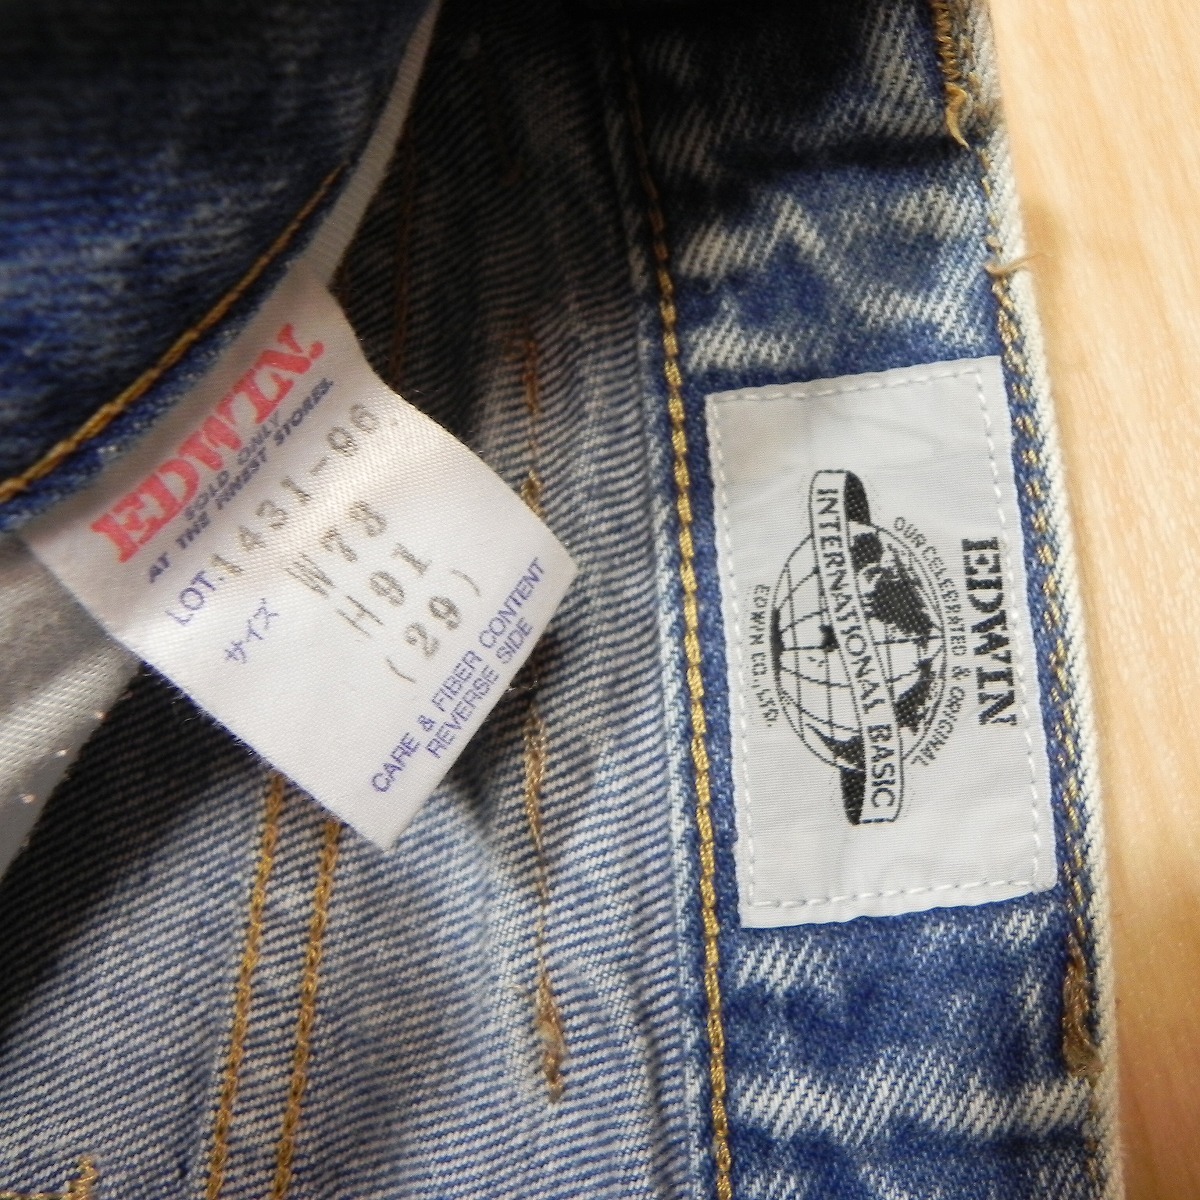 EDWIN.
SOLD ONLY
AT THE FINEST STORES.
LOT. 1431-96
サイズ W78
H91
(29)
CARE & FIBER CONTENT
REVERSE SIDE
EDWIN
OUR CELEBRATED & ORIGINAL
INTERNATIONAL BASIC
EDWIN CO., LTD.